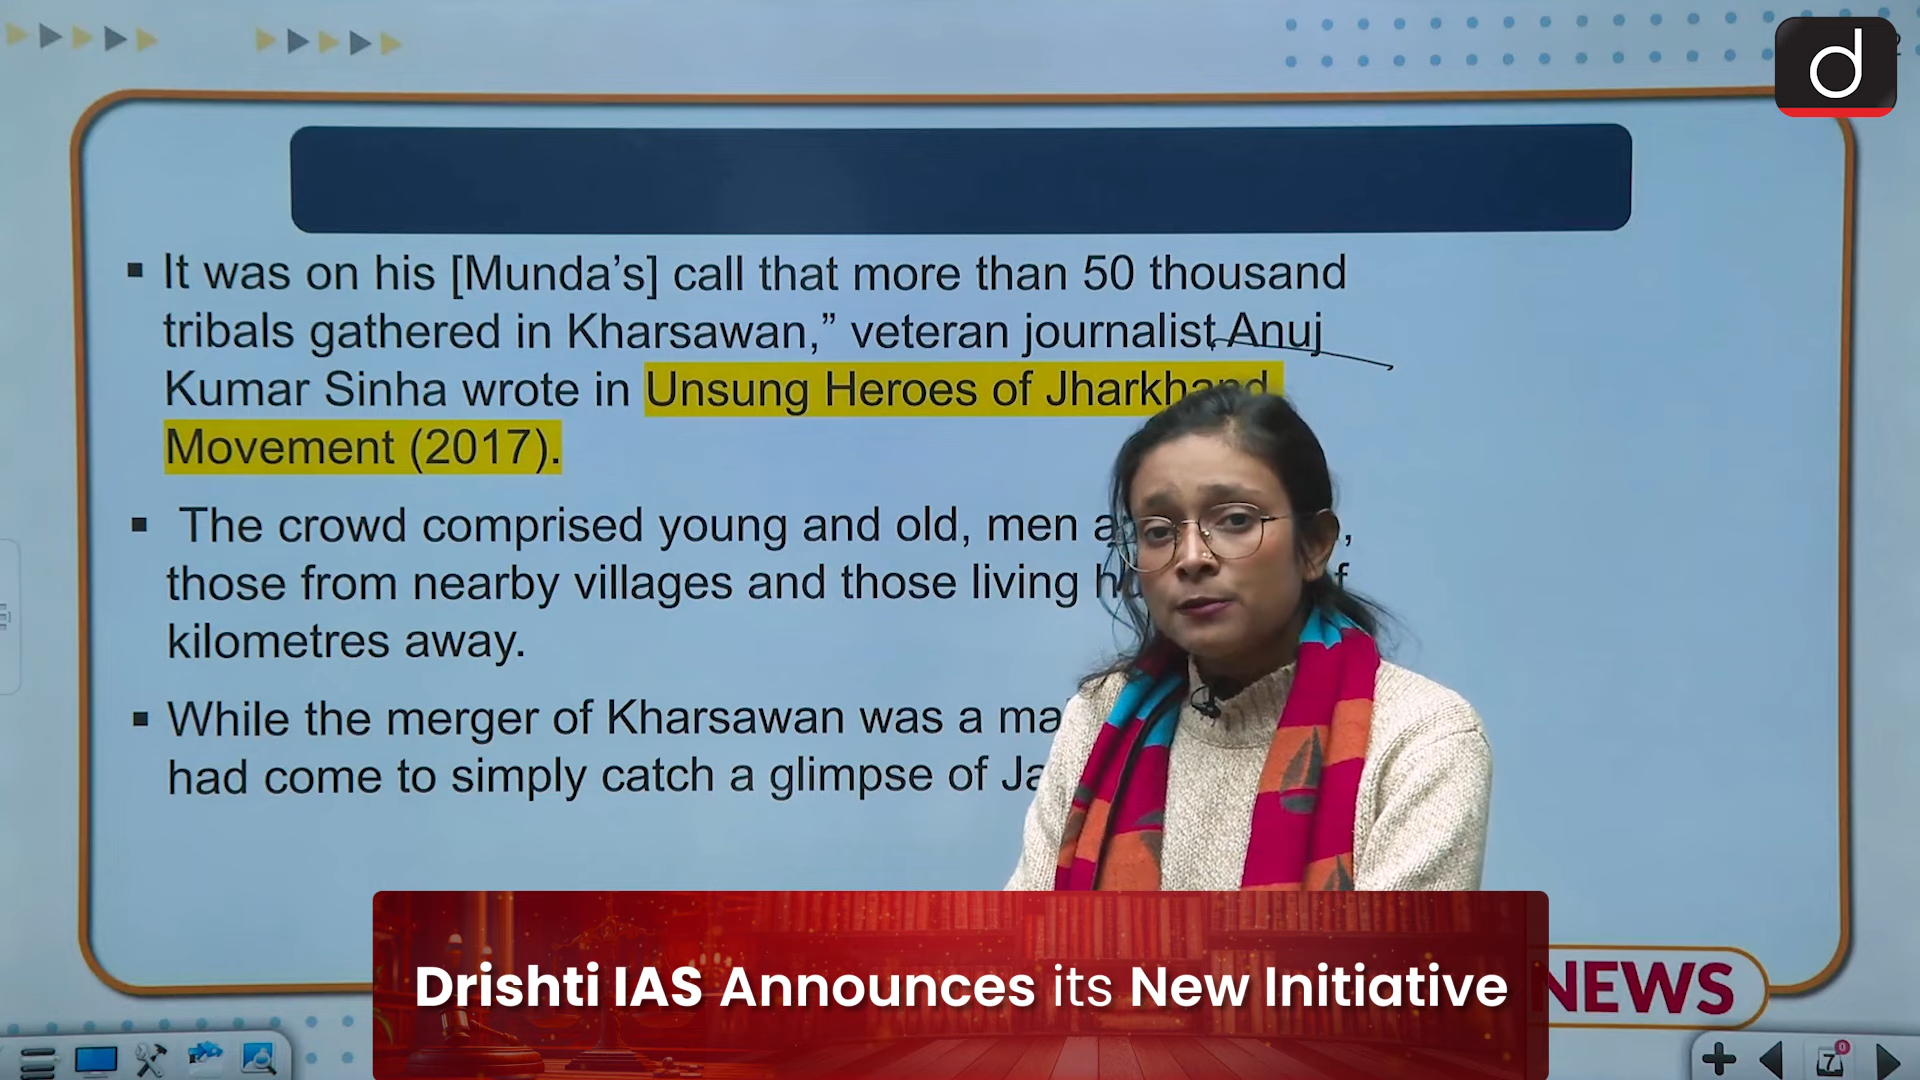 d
▪ It was on his [Munda’s] call that more than 50 thousand
tribals gathered in Kharsawan,” veteran journalist Anuj
Kumar Sinha wrote in Unsung Heroes of Jharkhand
Movement (2017).
▪ The crowd comprised young and old, men
those from nearby villages and those living
kilometres away.
▪ While the merger of Kharsawan was a
had come to simply catch a glimpse of
Drishti IAS Announces its New Initiative
NEWS
7
0